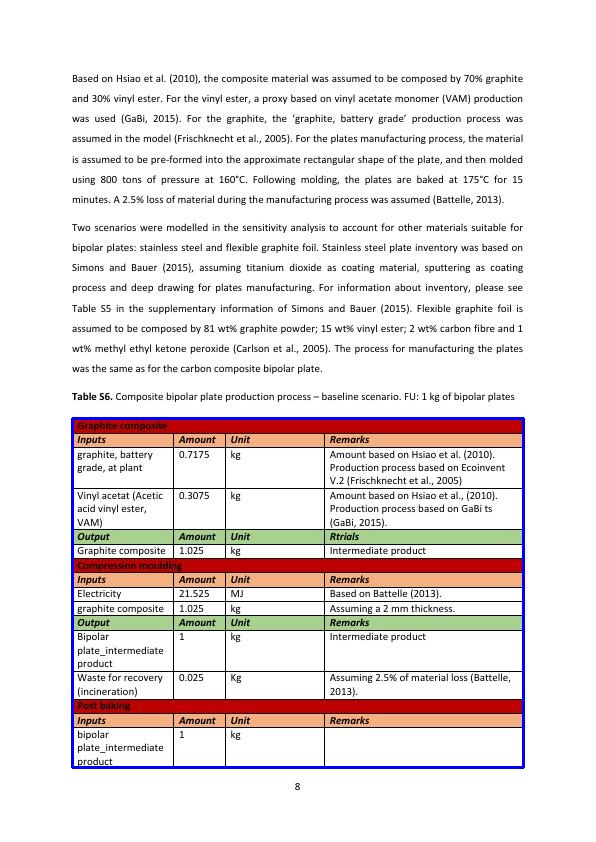 Based on Hsiao et al. (2010), the composite material was assumed to be composed by 70% graphite
and 30% vinyl ester. For the vinyl ester, a proxy based on vinyl acetate monomer (VAM) production
was used (GaBi, 2015). For the graphite, the ‘graphite, battery grade’ production process was
assumed in the model (Frischknecht et al., 2005). For the plates manufacturing process, the material
is assumed to be pre-formed into the approximate rectangular shape of the plate, and then molded
using 800 tons of pressure at 160°C. Following molding, the plates are baked at 175°C for 15
minutes. A 2.5% loss of material during the manufacturing process was assumed (Battelle, 2013).
Two scenarios were modelled in the sensitivity analysis to account for other materials suitable for
bipolar plates: stainless steel and flexible graphite foil. Stainless steel plate inventory was based on
Simons and Bauer (2015), assuming titanium dioxide as coating material, sputtering as coating
process and deep drawing for plates manufacturing. For information about inventory, please see
Table S5 in the supplementary information of Simons and Bauer (2015). Flexible graphite foil is
assumed to be composed by 81 wt% graphite powder; 15 wt% vinyl ester; 2 wt% carbon fibre and 1
wt% methyl ethyl ketone peroxide (Carlson et al., 2005). The process for manufacturing the plates
was the same as for the carbon composite bipolar plate.
Table S6. Composite bipolar plate production process – baseline scenario. FU: 1 kg of bipolar plates
Graphite composite
Inputs Amount Unit Remarks
graphite, battery 0.7175 kg Amount based on Hsiao et al. (2010).
grade, at plant Production process based on Ecoinvent
V.2 (Frischknecht et al., 2005)
Vinyl acetat (Acetic 0.3075 kg Amount based on Hsiao et al., (2010).
acid vinyl ester, Production process based on GaBi ts
VAM) (GaBi, 2015).
Output Amount Unit Rtrials
Graphite composite 1.025 kg Intermediate product
Compression moulding
Inputs Amount Unit Remarks
Electricity 21.525 MJ Based on Battelle (2013).
graphite composite 1.025 kg Assuming a 2 mm thickness.
Output Amount Unit Remarks
Bipolar 1 kg Intermediate product
plate_intermediate
product
Waste for recovery 0.025 Kg Assuming 2.5% of material loss (Battelle,
(incineration) 2013).
Post baking
Inputs Amount Unit Remarks
bipolar 1 kg
plate_intermediate
product
8